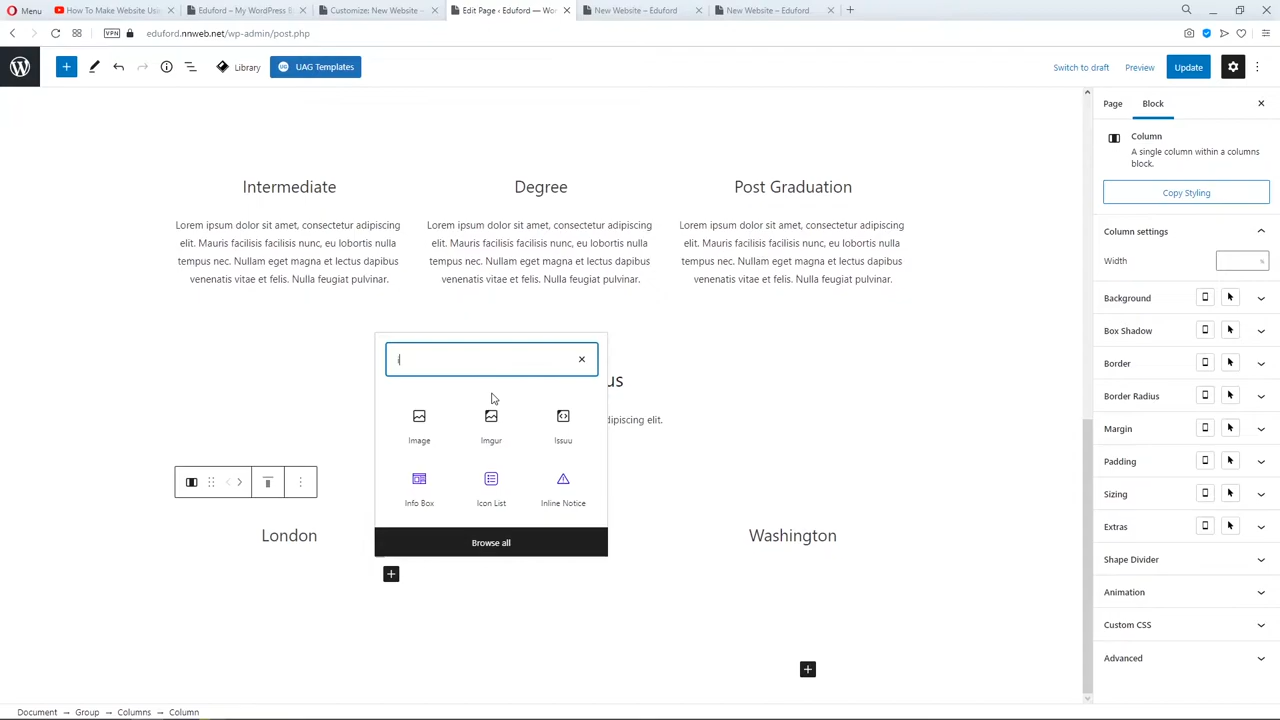 Menu
How To Make Website Usin
Eduford – My WordPress B
Customize: New Website –
Edit Page ‹ Eduford — Wor
New Website – Eduford
New Website – Eduford
VPN
eduford.nnweb.net/wp-admin/post.php
Library
UAG Templates
Switch to draft
Preview
Update
Page
Block
Column
A single column within a columns
block.
Copy Styling
Column settings
Width
%
Background
Box Shadow
Border
Border Radius
Margin
Padding
Sizing
Extras
Shape Divider
Animation
Custom CSS
Advanced
Intermediate
Degree
Post Graduation
Lorem ipsum dolor sit amet, consectetur adipiscing
elit. Mauris facilisis facilisis nunc, eu lobortis nulla
tempus nec. Nullam eget magna et lectus dapibus
venenatis vitae et felis. Nulla feugiat pulvinar.
Lorem ipsum dolor sit amet, consectetur adipiscing
elit. Mauris facilisis facilisis nunc, eu lobortis nulla
tempus nec. Nullam eget magna et lectus dapibus
venenatis vitae et felis. Nulla feugiat pulvinar.
Lorem ipsum dolor sit amet, consectetur adipiscing
elit. Mauris facilisis facilisis nunc, eu lobortis nulla
tempus nec. Nullam eget magna et lectus dapibus
venenatis vitae et felis. Nulla feugiat pulvinar.
i
us
dipiscing elit.
Image
Imgur
Issuu
Info Box
Icon List
Inline Notice
Browse all
London
Washington
Document → Group → Columns → Column